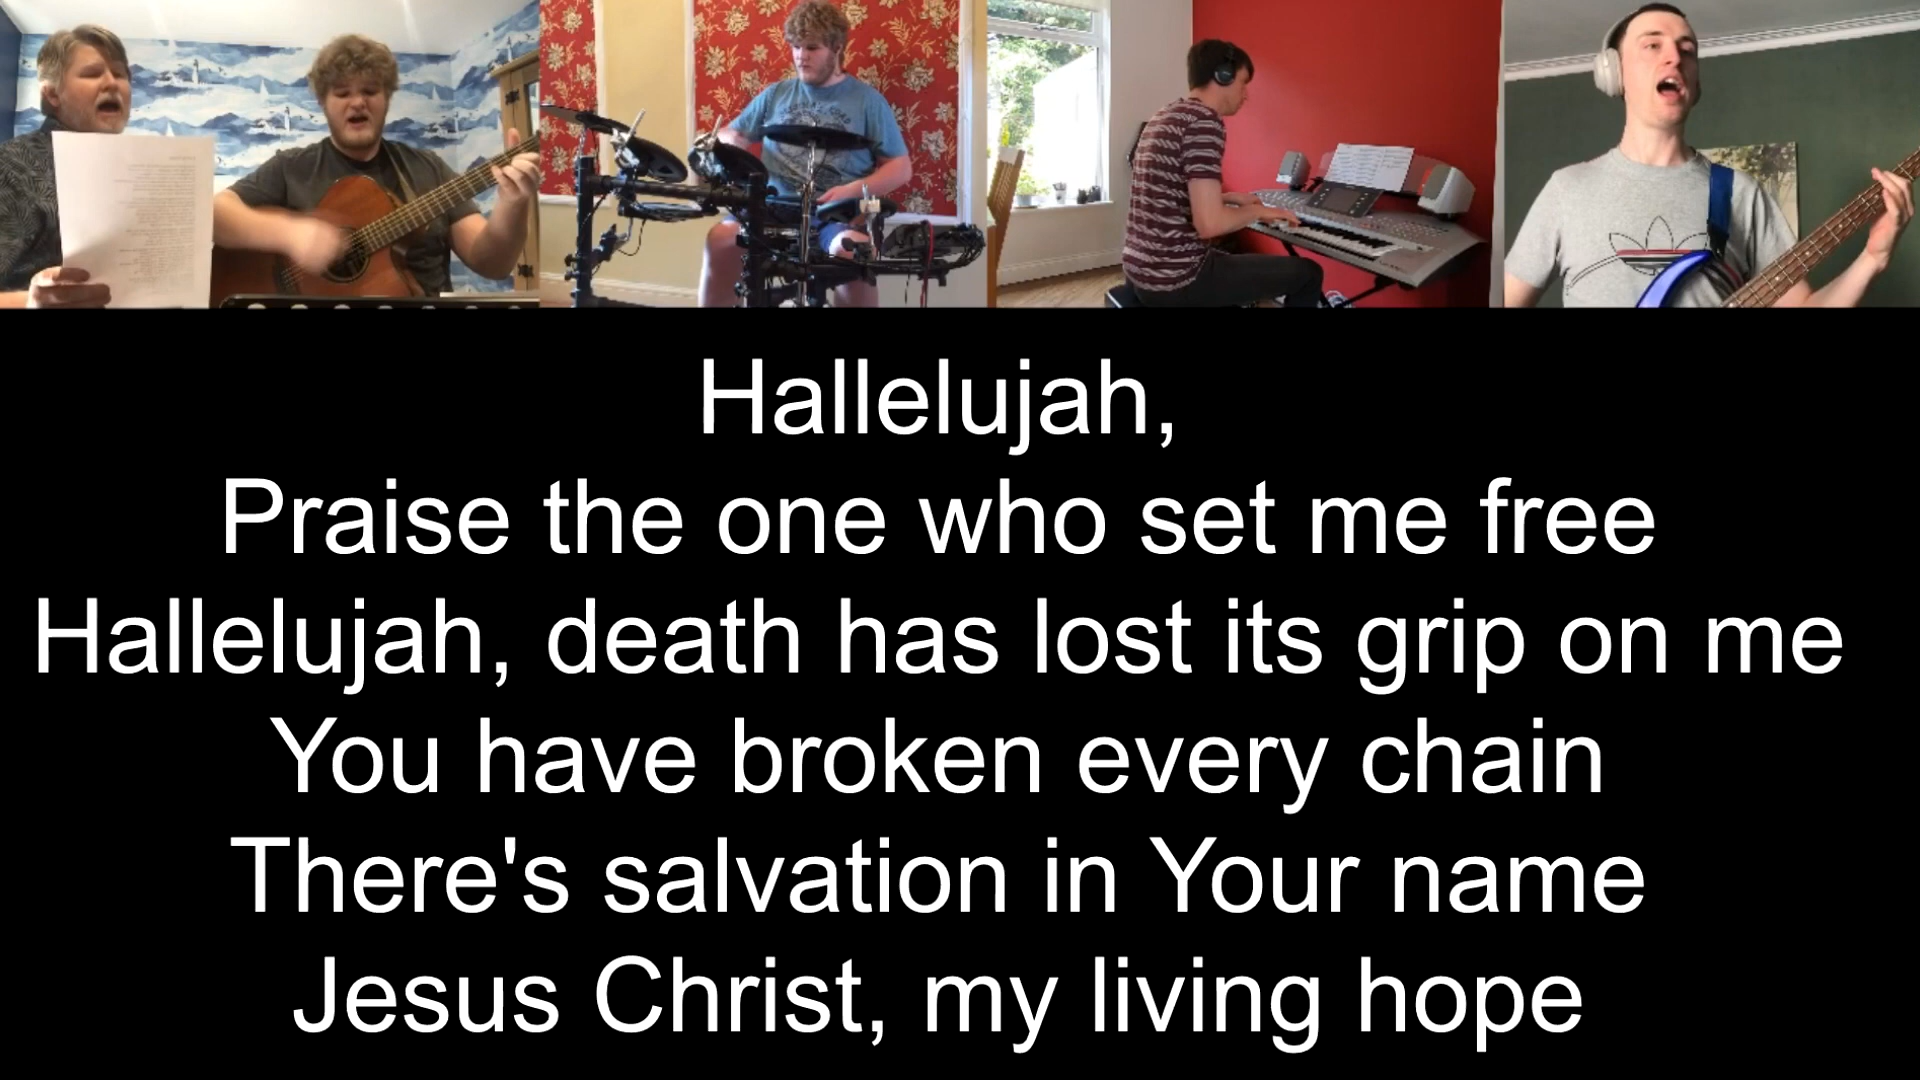 Hallelujah,
Praise the one who set me free
Hallelujah, death has lost its grip on me
You have broken every chain
There's salvation in Your name
Jesus Christ, my living hope